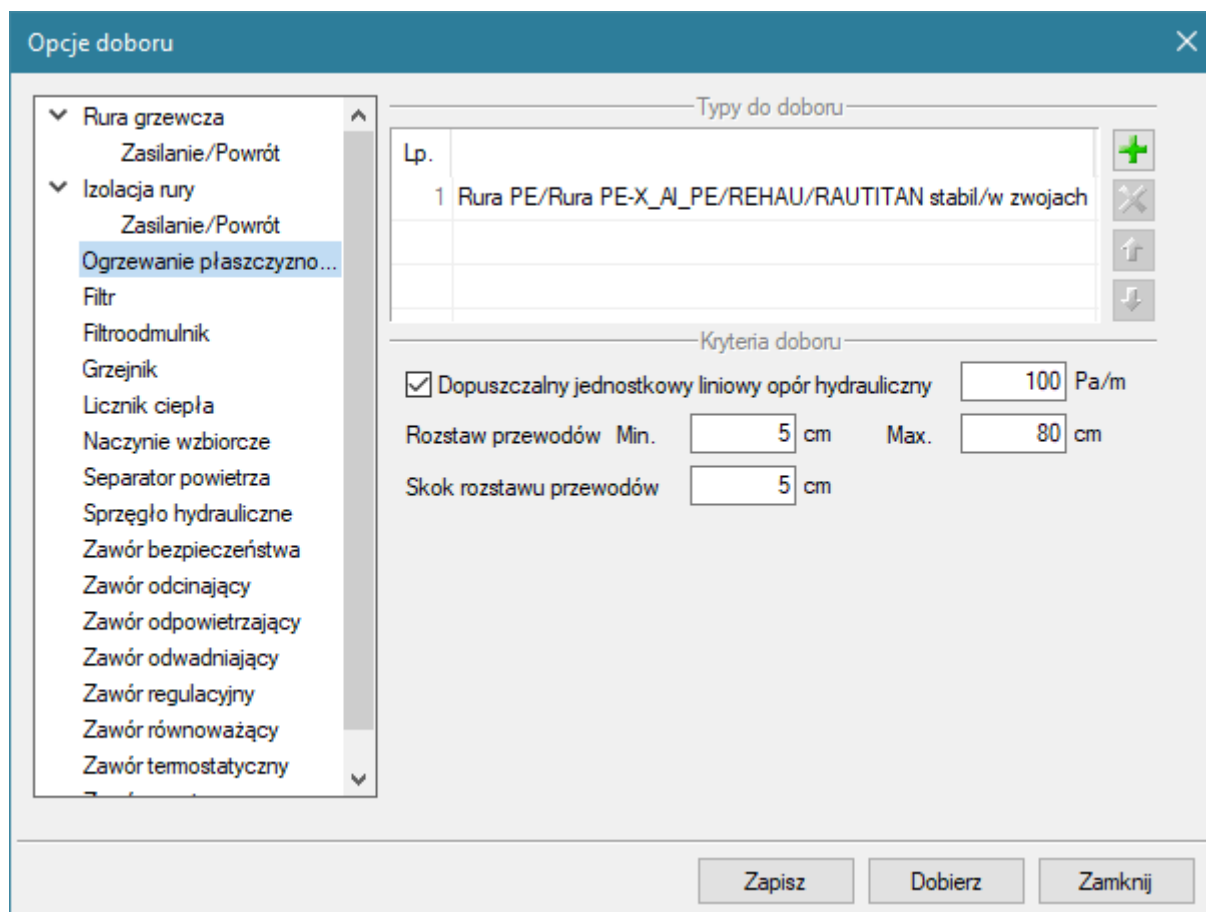 Opcje doboru
Rura grzewcza
Zasilanie/Powrót
Izolacja rury
Zasilanie/Powrót
Ogrzewanie płaszczyzno...
Filtr
Filtroodmulnik
Grzejnik
Licznik ciepła
Naczynie wzbiorcze
Separator powietrza
Sprzęgło hydrauliczne
Zawór bezpieczeństwa
Zawór odcinający
Zawór odpowietrzający
Zawór odwadniający
Zawór regulacyjny
Zawór równoważący
Zawór termostatyczny
Typy do doboru
Lp.
1 Rura PE/Rura PE-X_Al_PE/REHAU/RAUTITAN stabil/w zwojach
Kryteria doboru
Dopuszczalny jednostkowy liniowy opór hydrauliczny 100 Pa/m
Rozstaw przewodów Min. 5 cm Max. 80 cm
Skok rozstawu przewodów 5 cm
Zapisz Dobierz Zamknij